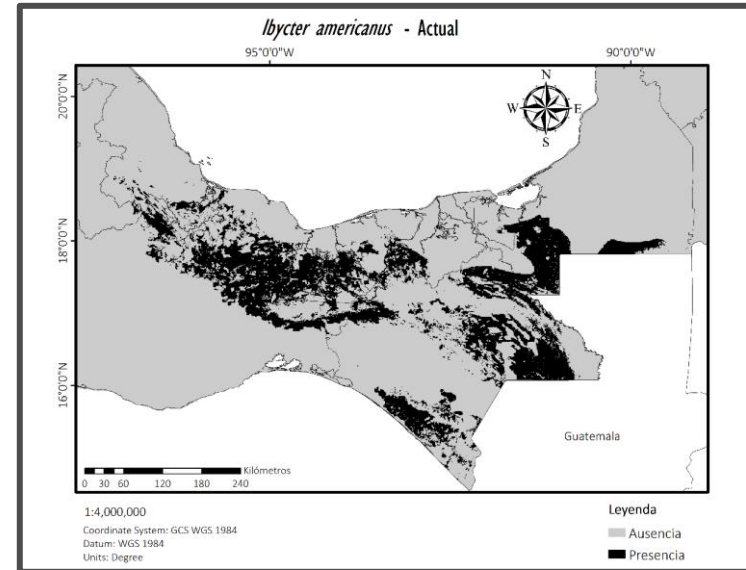 Ibycter americanus - Actual
95°0'0"W
90°0'0"W
20°0'0"N
18°0'0"N
16°0'0"N
N
W
E
S
Guatemala
Kilómetros
0 30 60 120 180 240
1:4,000,000
Coordinate System: GCS WGS 1984
Datum: WGS 1984
Units: Degree
Leyenda
Ausencia
Presencia